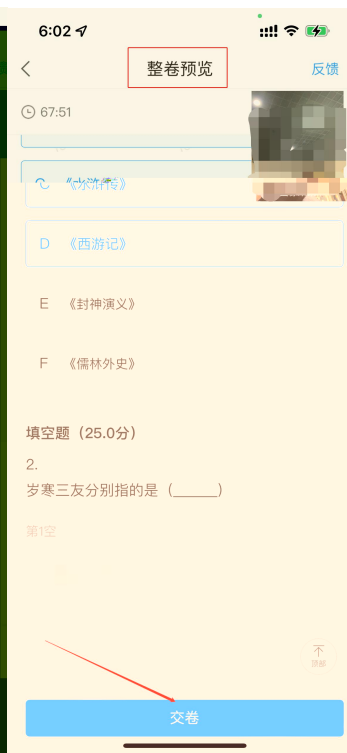 6:02
整卷预览
反馈
67:51
C 《水浒传》
D 《西游记》
E 《封神演义》
F 《儒林外史》
填空题（25.0分）
2.
岁寒三友分别指的是（______）
第1空
顶部
交卷